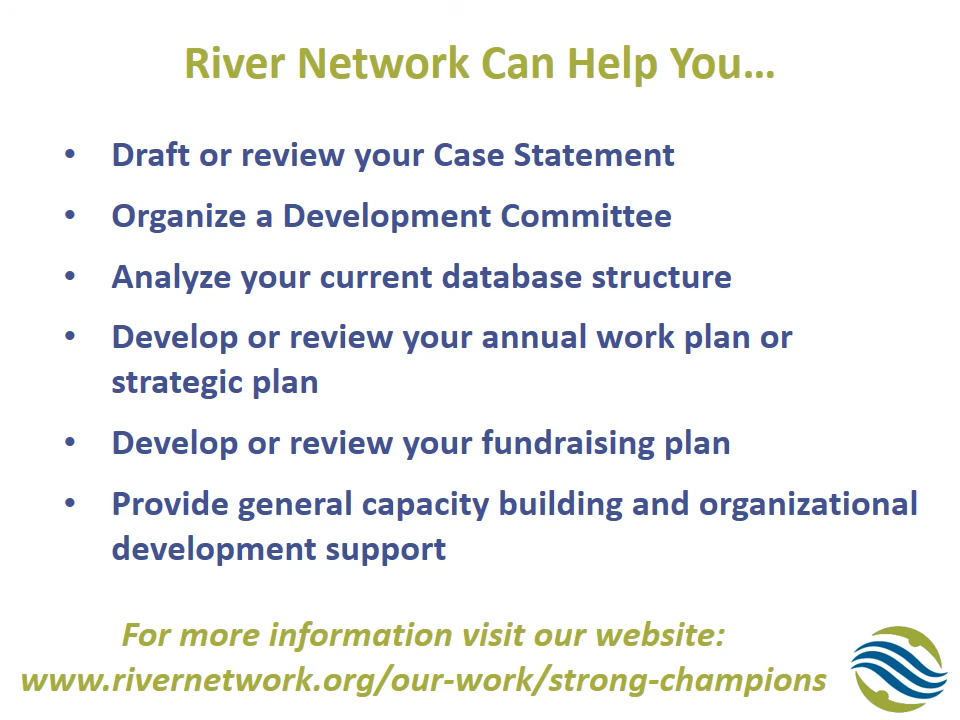 River Network Can Help You…
• Draft or review your Case Statement
• Organize a Development Committee
• Analyze your current database structure
• Develop or review your annual work plan or
strategic plan
• Develop or review your fundraising plan
• Provide general capacity building and organizational
development support
For more information visit our website:
www.rivernetwork.org/our-work/strong-champions